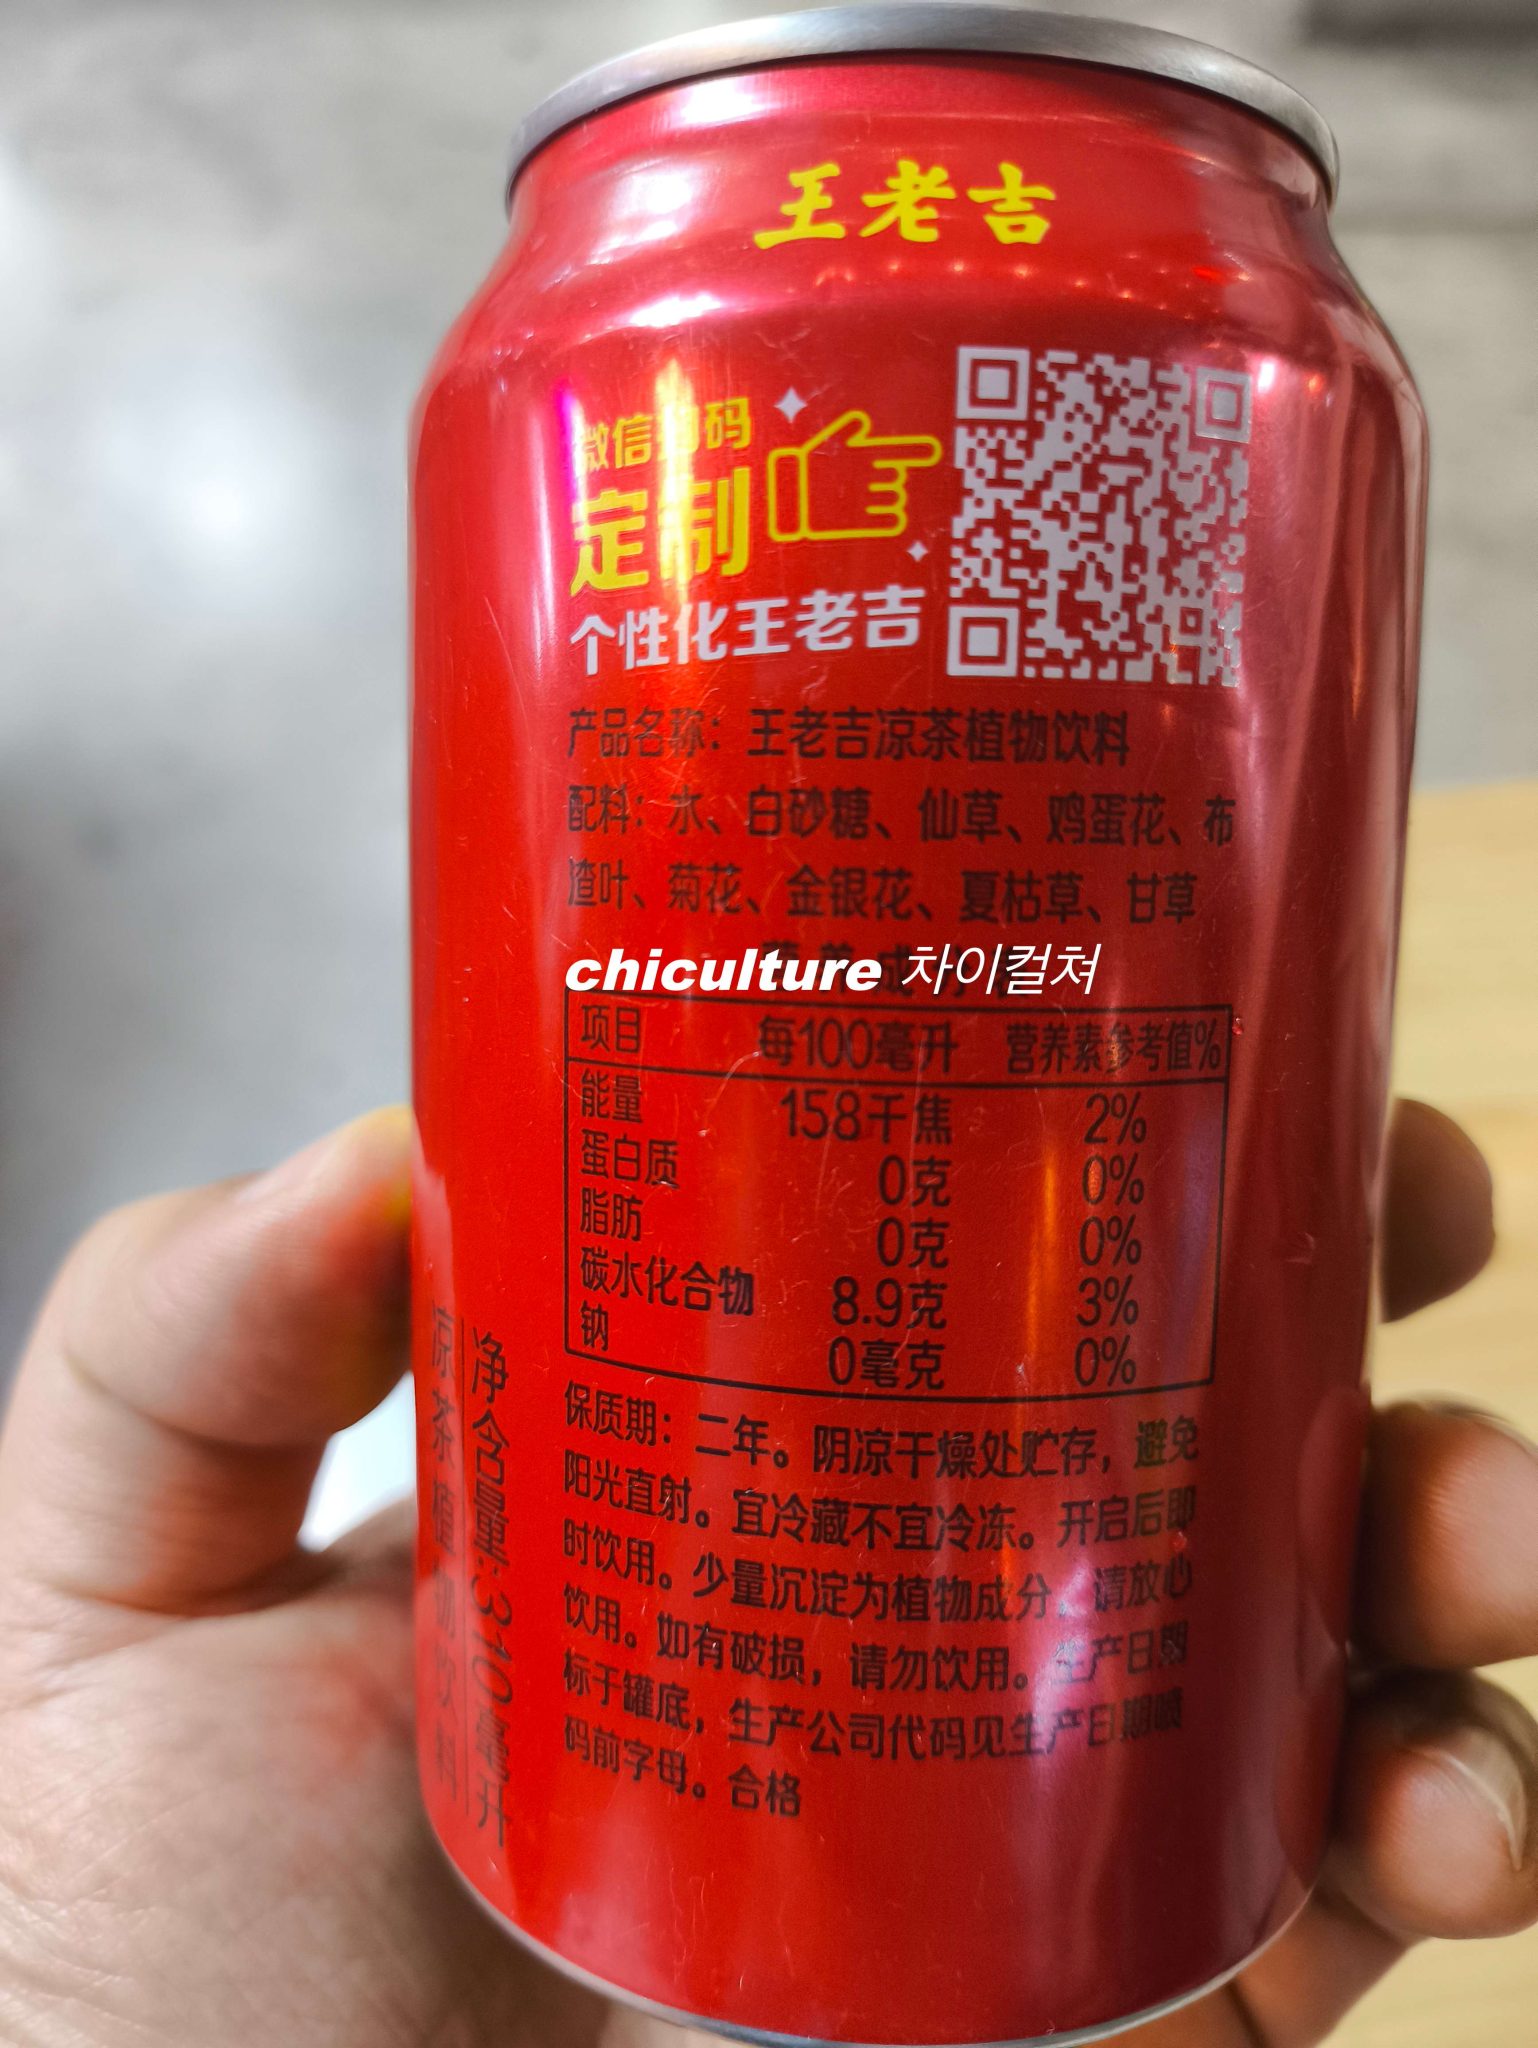 王老吉
微信扫码
定制
个性化王老吉
产品名称：王老吉凉茶植物饮料
配料：水、白砂糖、仙草、鸡蛋花、布
渣叶、菊花、金银花、夏枯草、甘草
chiculture 차이컬쳐
项目 每100毫升 营养素参考值%
能量 158千焦 2%
蛋白质 0克 0%
脂肪 0克 0%
碳水化合物 8.9克 3%
钠 0毫克 0%
保质期：二年。阴凉干燥处贮存，避免
阳光直射。宜冷藏不宜冷冻。开启后即
时饮用。少量沉淀为植物成分，请放心
饮用。如有破损，请勿饮用。生产日期
标于罐底，生产公司代码见生产日期喷
码前字母。合格
凉茶植物饮料
净含量:310毫升